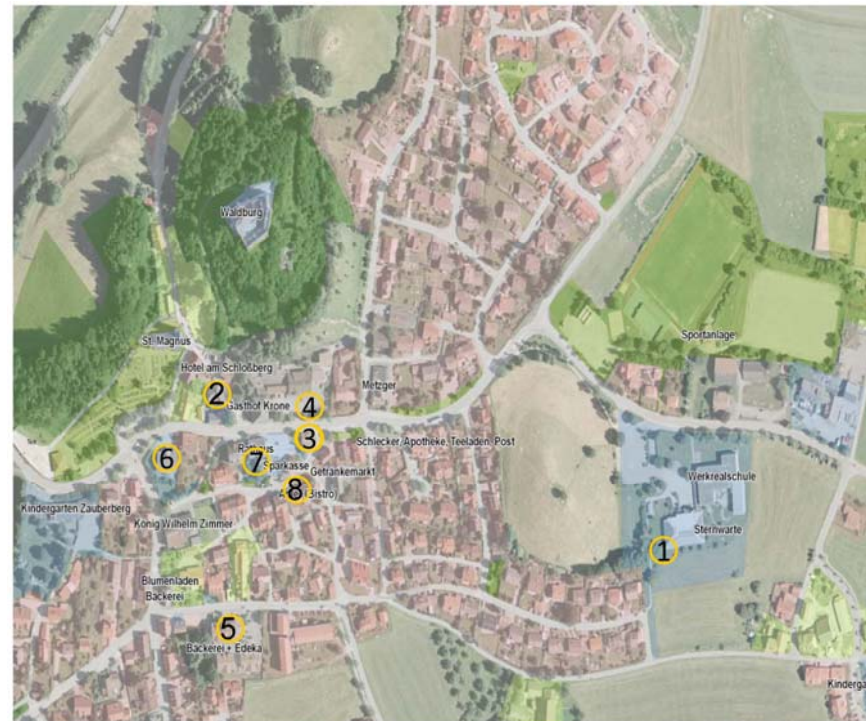 Waldburg
St. Magnus
Sportanlage
Hotel am Schloßberg
2
Metzger
Gasthof Krone
4
3
Schlecker, Apotheke, Teeladen, Post
Rathaus
6
7
Sparkasse
Getränkemarkt
Werkrealschule
8
(Bistro)
Kindergarten Zauberberg
König Wilhelm Zimmer
Sternwarte
1
Blumenladen
Bäckerei
5
Bäckerei + Edeka
Kinderga